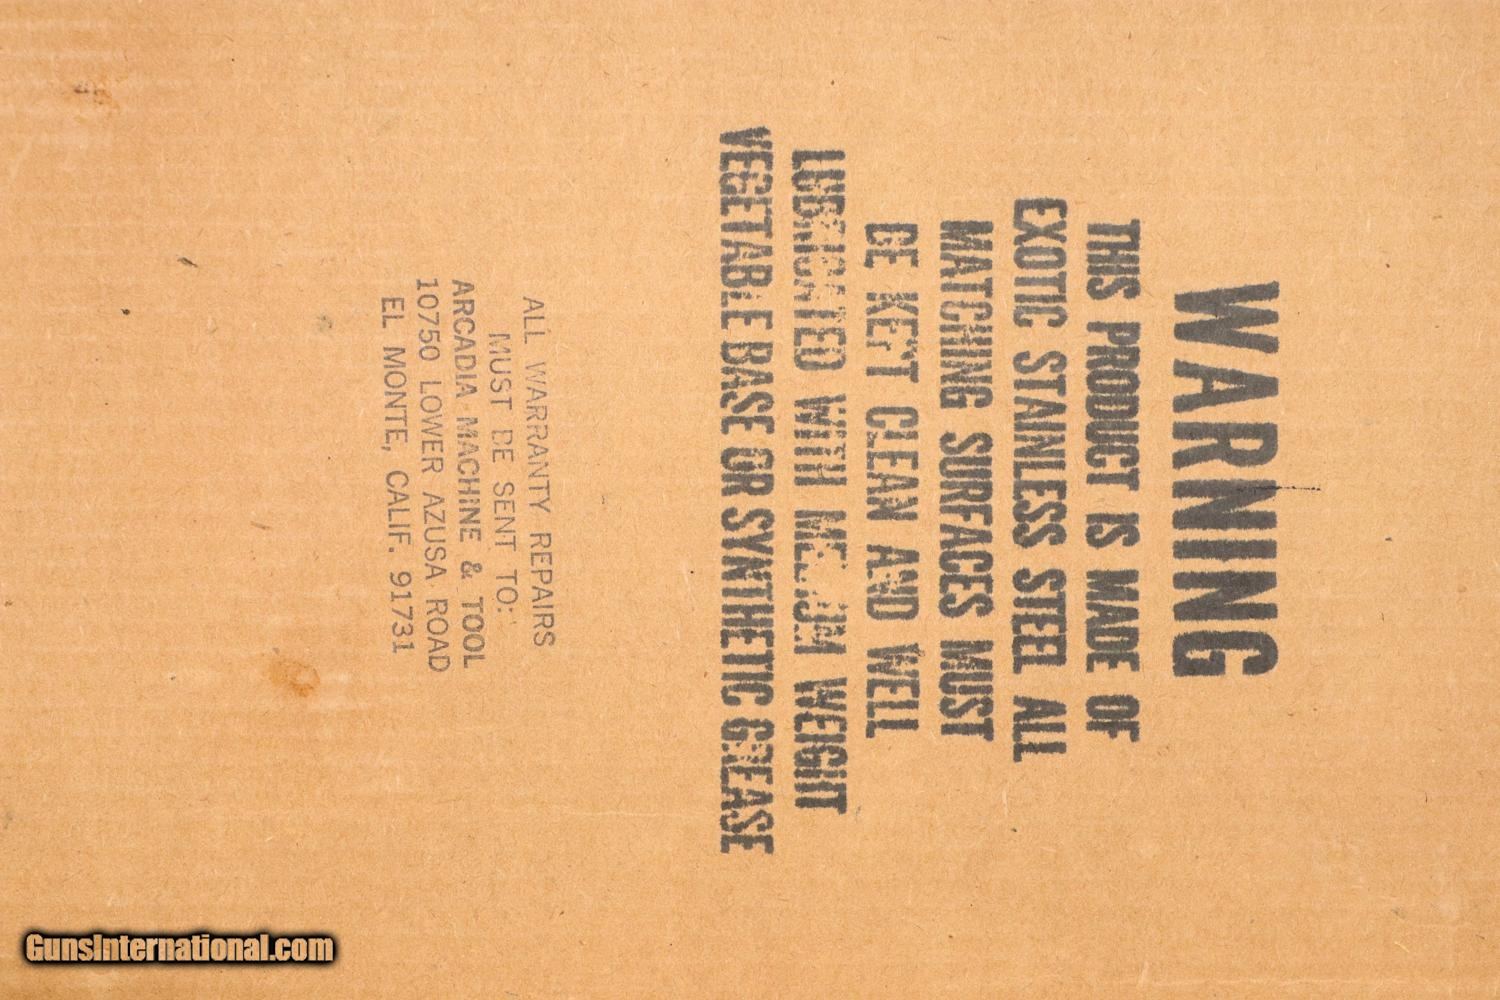 WARNING
THIS PRODUCT IS MADE OF
EXOTIC STAINLESS STEEL ALL
MATCHING SURFACES MUST
BE KEPT CLEAN AND WELL
LUBRICATED WITH MEDIUM WEIGHT
VEGETABLE BASE OR SYNTHETIC GREASE
ALL WARRANTY REPAIRS
MUST BE SENT TO:
ARCADIA MACHINE & TOOL
10750 LOWER AZUSA ROAD
EL MONTE, CALIF. 91731
GunsInternational.com